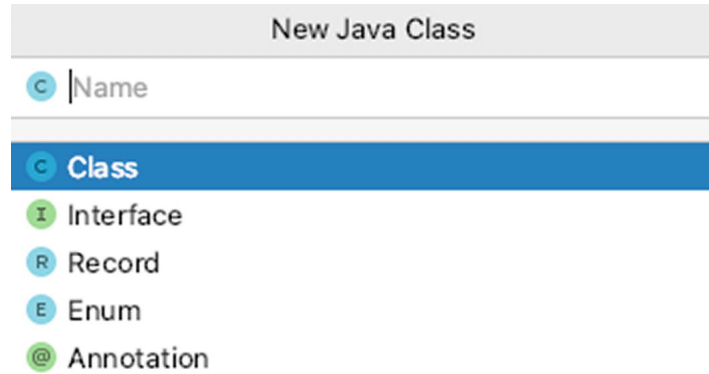 New Java Class
C Name
C Class
I Interface
R Record
E Enum
@ Annotation